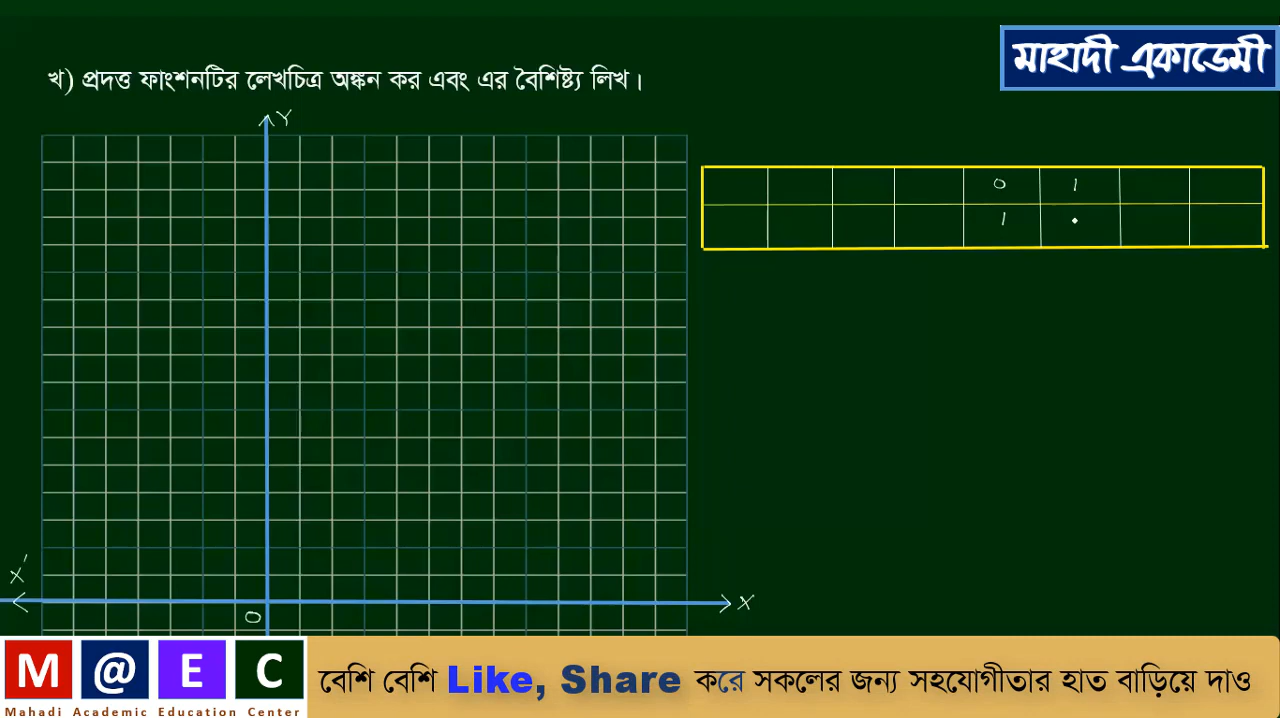 মাহাদী একাডেমী
খ) প্রদত্ত ফাংশনটির লেখচিত্র অঙ্কন কর এবং এর বৈশিষ্ট্য লিখ।
Y
0 1
1
X'
O
X
M @ E C
Mahadi Academic Education Center
বেশি বেশি Like, Share করে সকলের জন্য সহযোগীতার হাত বাড়িয়ে দাও